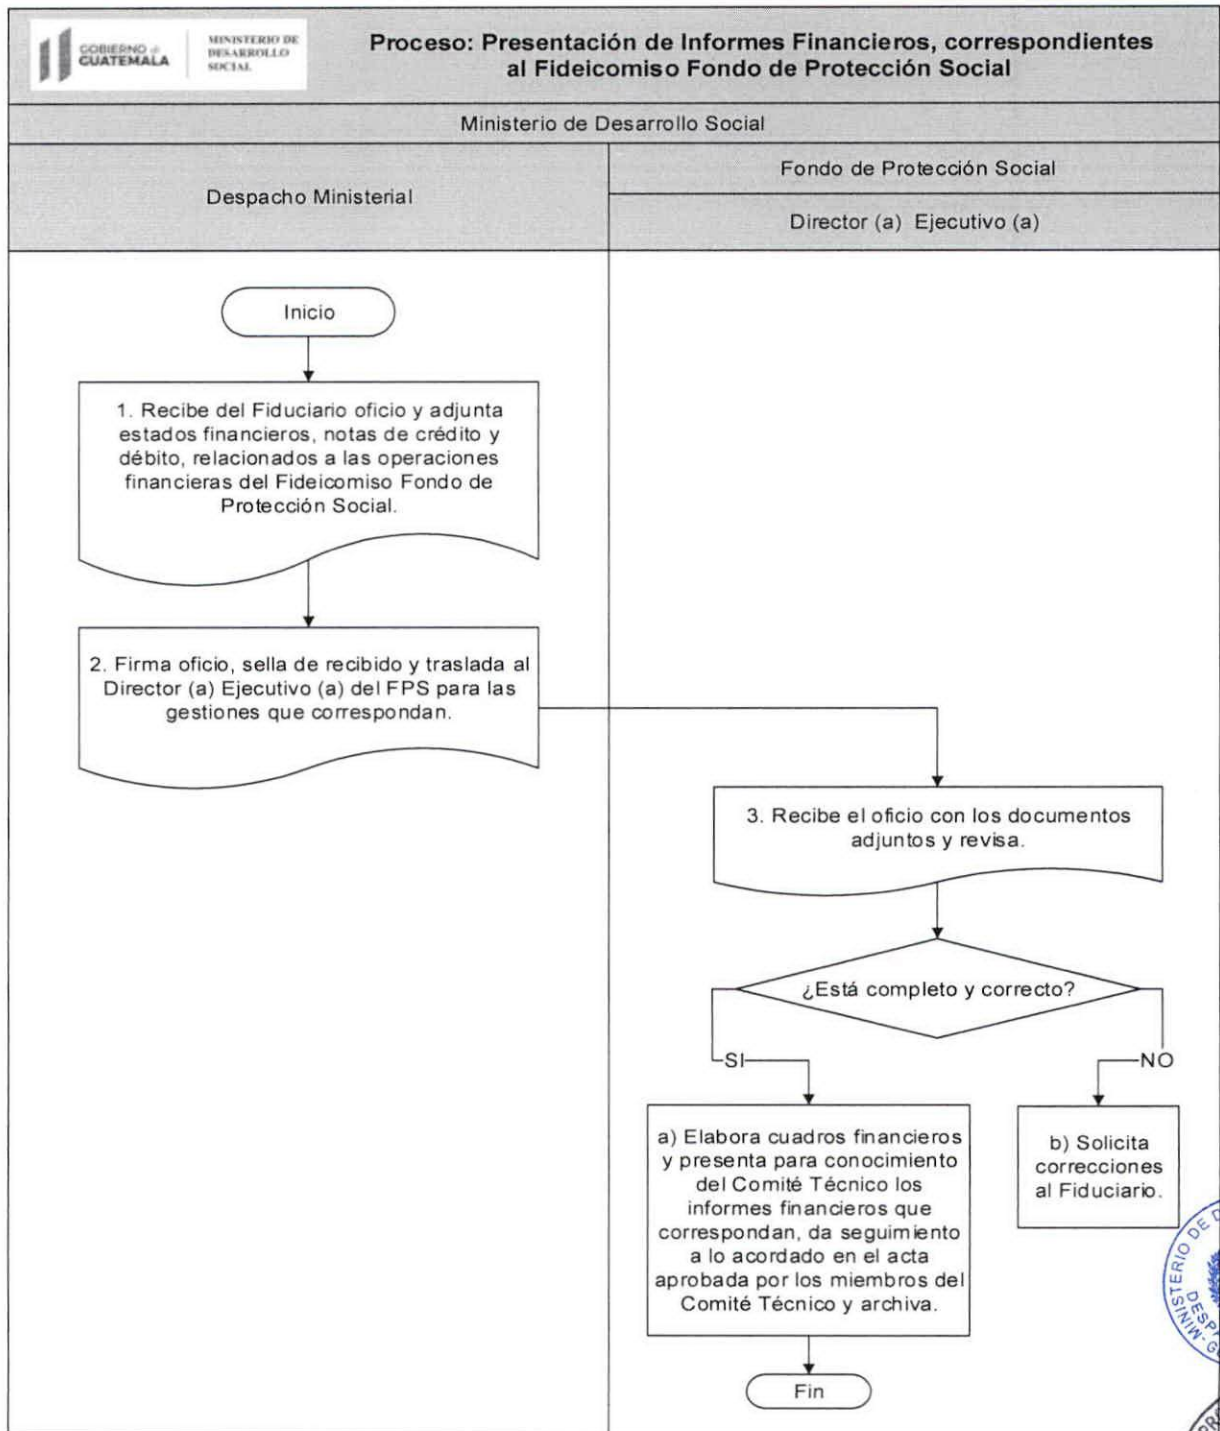 GOBIERNO de
GUATEMALA
MINISTERIO DE
DESARROLLO
SOCIAL
Proceso: Presentación de Informes Financieros, correspondientes
al Fideicomiso Fondo de Protección Social
Ministerio de Desarrollo Social
Despacho Ministerial
Fondo de Protección Social
Director (a) Ejecutivo (a)
Inicio
1. Recibe del Fiduciario oficio y adjunta
estados financieros, notas de crédito y
débito, relacionados a las operaciones
financieras del Fideicomiso Fondo de
Protección Social.
2. Firma oficio, sella de recibido y traslada al
Director (a) Ejecutivo (a) del FPS para las
gestiones que correspondan.
3. Recibe el oficio con los documentos
adjuntos y revisa.
¿Está completo y correcto?
SI
NO
a) Elabora cuadros financieros
y presenta para conocimiento
del Comité Técnico los
informes financieros que
correspondan, da seguimiento
a lo acordado en el acta
aprobada por los miembros del
Comité Técnico y archiva.
b) Solicita
correcciones
al Fiduciario.
Fin
MINISTERIO DE